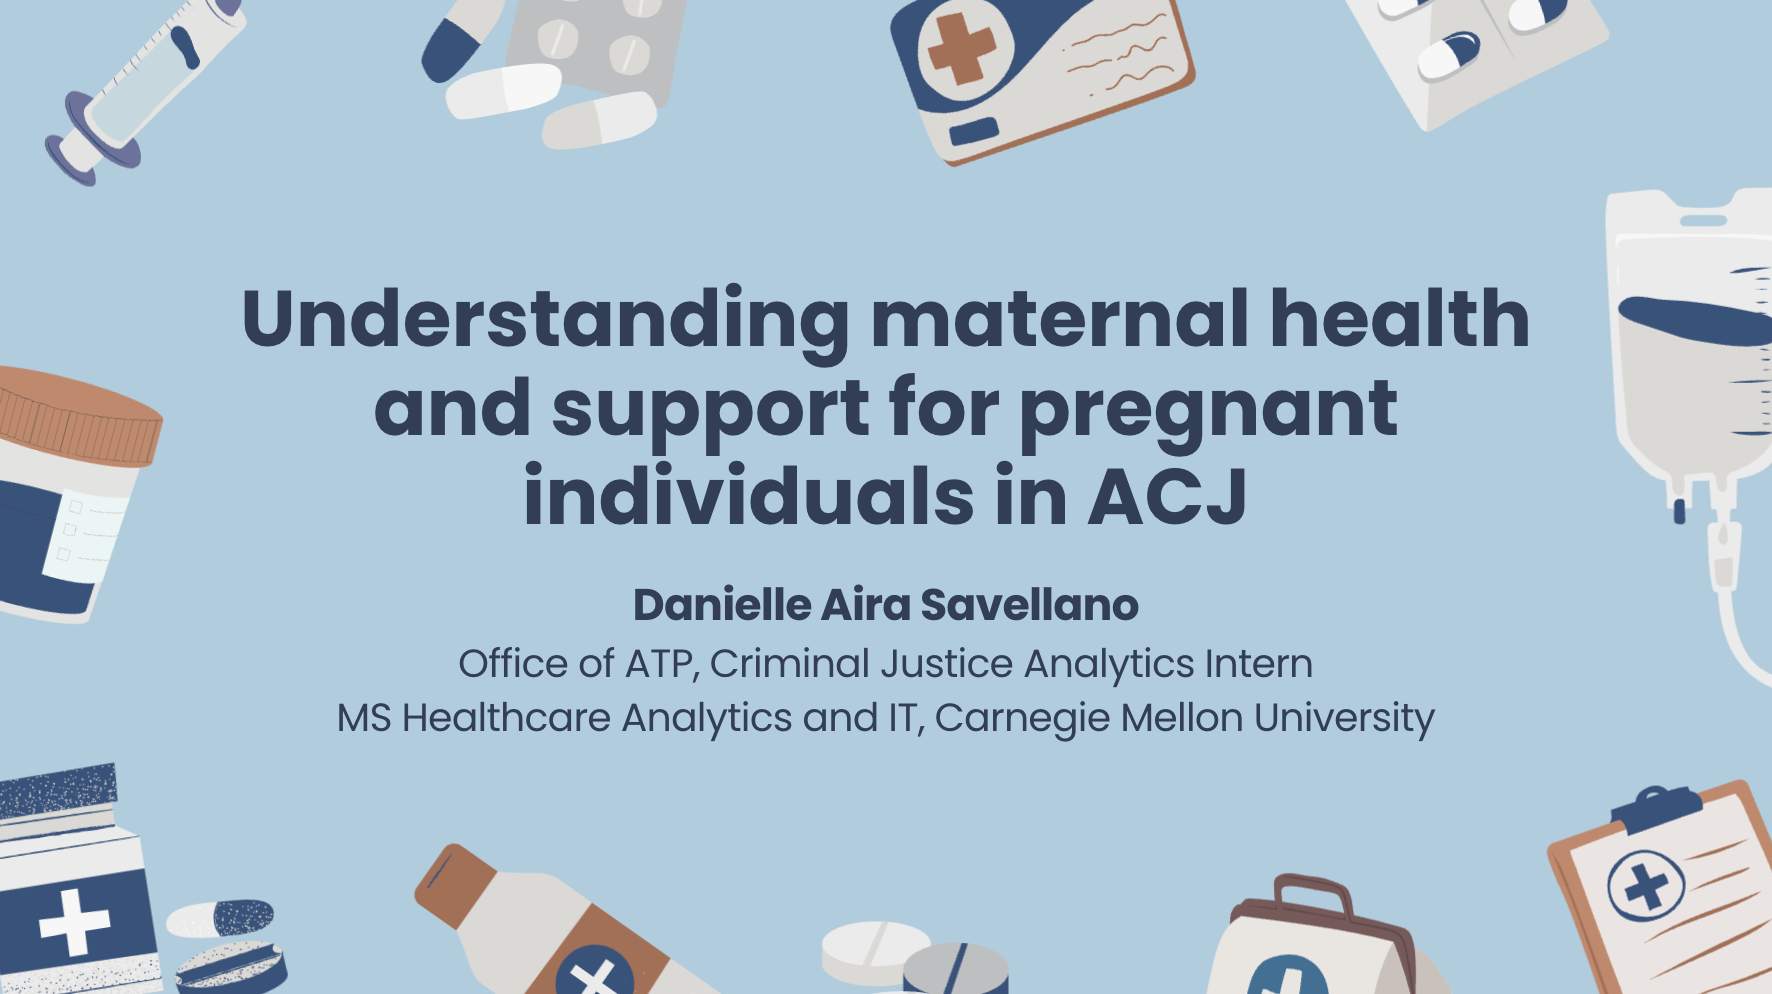 Understanding maternal health
and support for pregnant
individuals in ACJ
Danielle Aira Savellano
Office of ATP, Criminal Justice Analytics Intern
MS Healthcare Analytics and IT, Carnegie Mellon University